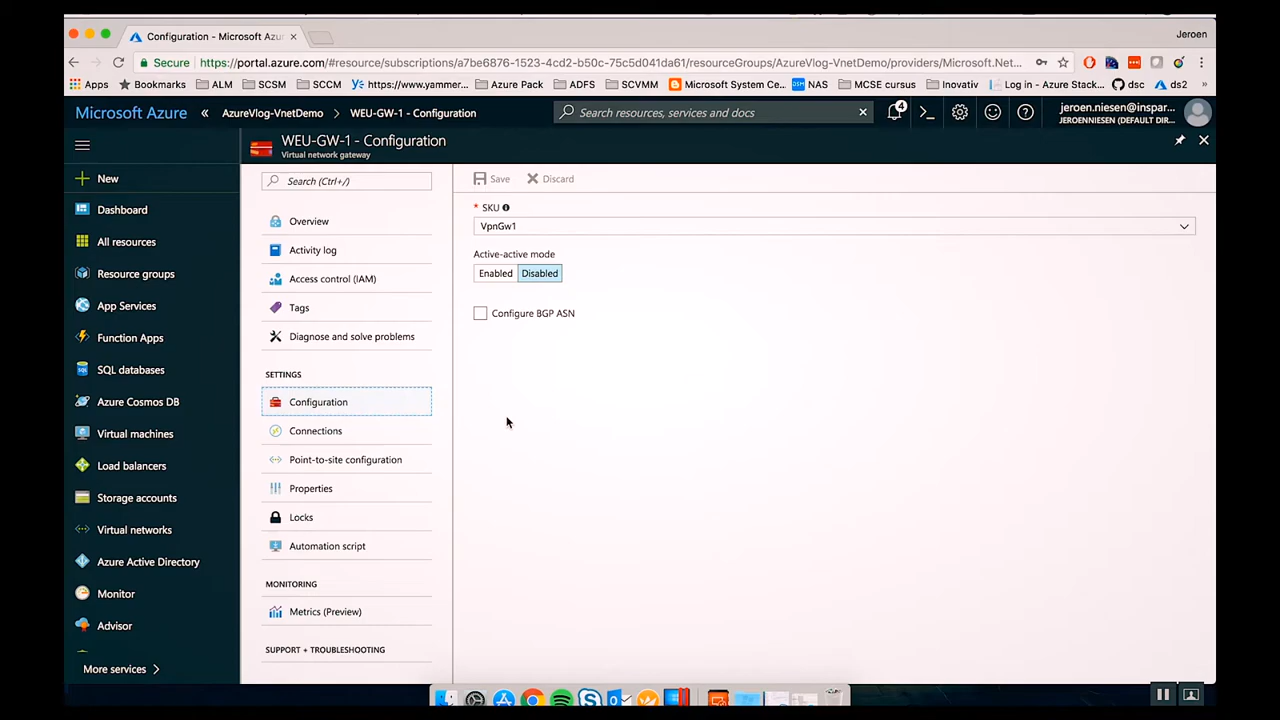 Configuration - Microsoft Azu
Jeroen
Secure
https://portal.azure.com/#resource/subscriptions/a7be6876-1523-4cd2-b50c-75c5d041da61/resourceGroups/AzureVlog-VnetDemo/providers/Microsoft.Net...
Apps
Bookmarks
ALM
SCSM
SCCM
https://www.yammer...
Azure Pack
ADFS
SCVMM
Microsoft System Ce...
DSM
NAS
MCSE cursus
Inovativ
Log in - Azure Stack...
dsc
ds2
»
Microsoft Azure
«
AzureVlog-VnetDemo
WEU-GW-1 - Configuration
Search resources, services and docs
4
jeroen.niesen@inspar...
JEROENNIESEN (DEFAULT DIR...
WEU-GW-1 - Configuration
Virtual network gateway
New
Dashboard
All resources
Resource groups
App Services
Function Apps
SQL databases
Azure Cosmos DB
Virtual machines
Load balancers
Storage accounts
Virtual networks
Azure Active Directory
Monitor
Advisor
More services
Search (Ctrl+/)
Overview
Activity log
Access control (IAM)
Tags
Diagnose and solve problems
SETTINGS
Configuration
Connections
Point-to-site configuration
Properties
Locks
Automation script
MONITORING
Metrics (Preview)
SUPPORT + TROUBLESHOOTING
Save
Discard
* SKU
VpnGw1
Active-active mode
Enabled
Disabled
Configure BGP ASN